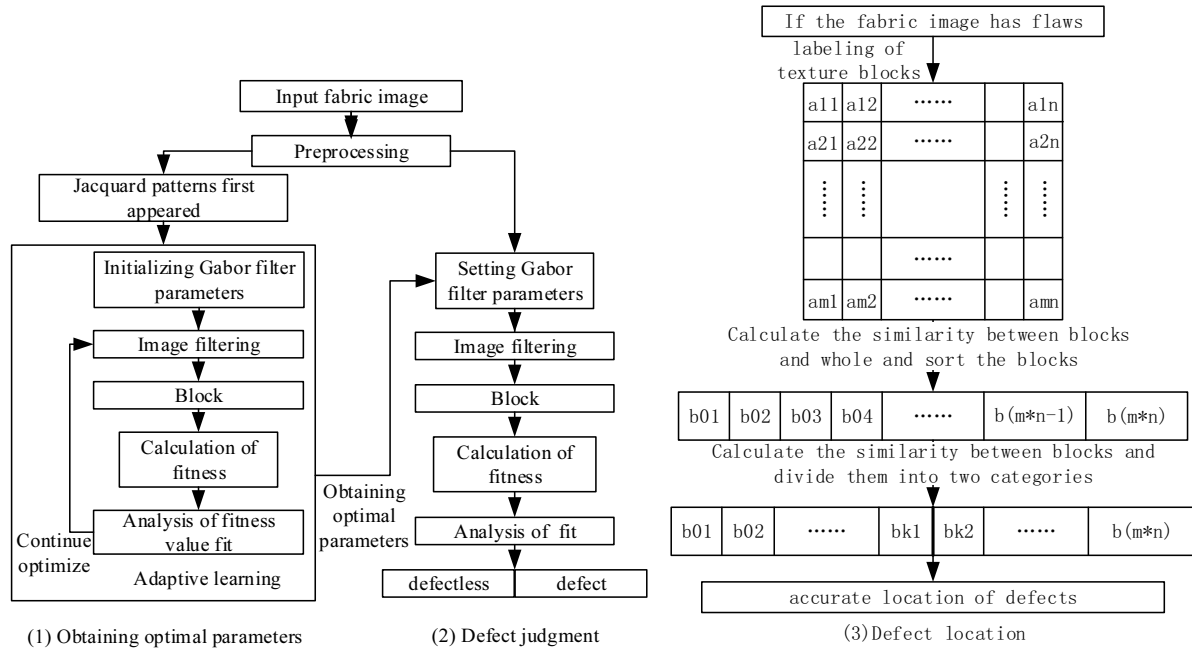 Input fabric image
Preprocessing
Jacquard patterns first
appeared
Initializing Gabor filter
parameters
Image filtering
Block
Calculation of
fitness
Analysis of fitness
value fit
Continue
optimize
Adaptive learning
(1) Obtaining optimal parameters
Obtaining
optimal
parameters
Setting Gabor
filter parameters
Image filtering
Block
Calculation of
fitness
Analysis of fit
defectless defect
(2) Defect judgment
If the fabric image has flaws
labeling of
texture blocks
a11 a12 ...... a1n
a21 a22 ...... a2n
...... ...... ...... ......
......
am1 am2 ...... amn
Calculate the similarity between blocks
and whole and sort the blocks
b01 b02 b03 b04 ...... b(m*n-1) b(m*n)
Calculate the similarity between blocks and
divide them into two categories
b01 b02 ...... bk1 bk2 ...... b(m*n)
accurate location of defects
(3)Defect location